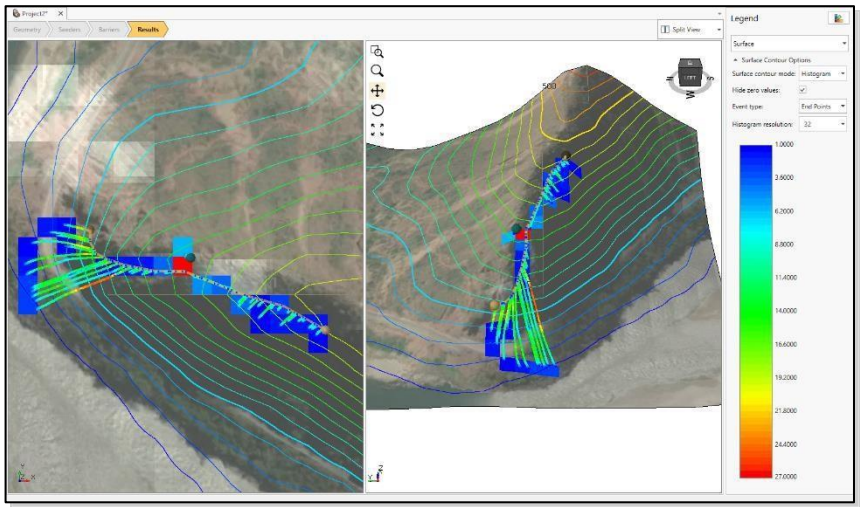 Project2*
Geometry
Senders
Barriers
Results
Split View
500
LEFT
N
S
W
Y
Z X
Z
Y
Legend
Surface
Surface Contour Options
Surface contour mode: Histogram
Hide zero values:
Event type: End Points
Histogram resolution: 32
1.0000
3.6000
6.2000
8.8000
11.4000
14.0000
16.6000
19.2000
21.8000
24.4000
27.0000